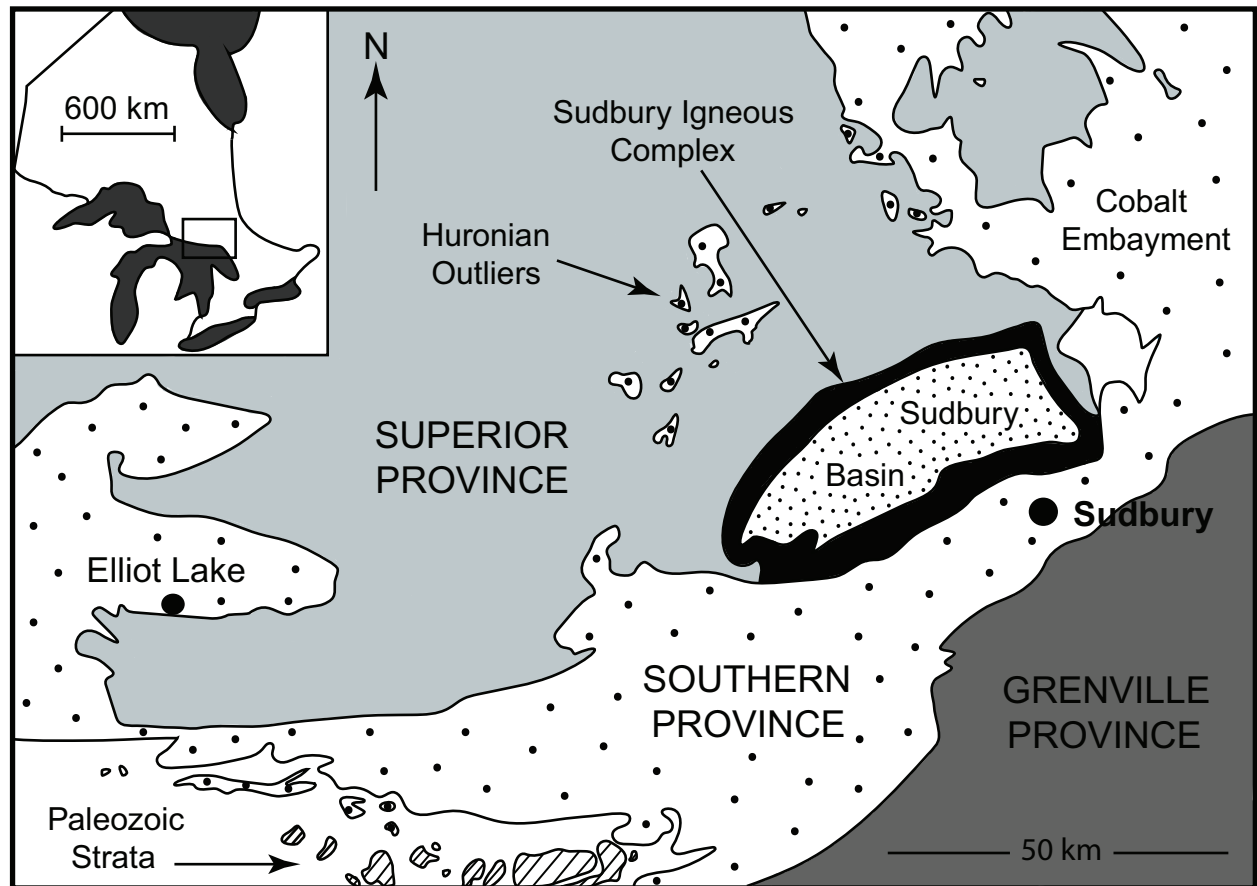 600 km
N
Sudbury Igneous
Complex
Huronian
Outliers
Cobalt
Embayment
SUPERIOR
PROVINCE
Sudbury
Basin
Sudbury
Elliot Lake
SOUTHERN
PROVINCE
GRENVILLE
PROVINCE
Paleozoic
Strata
50 km